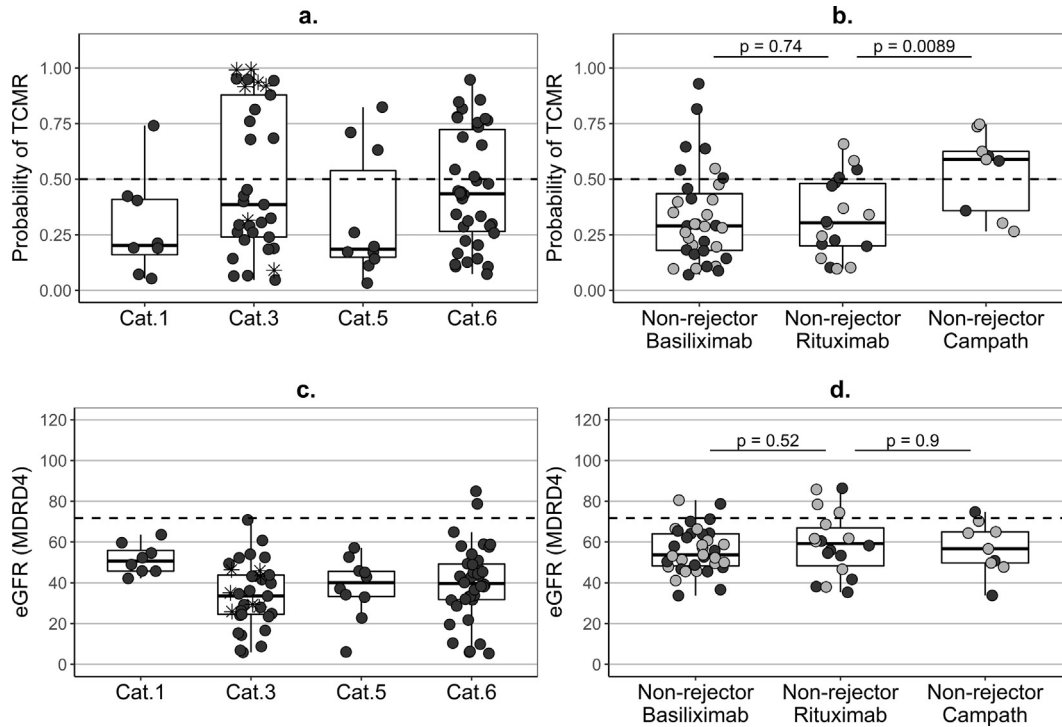 a.
Probability of TCMR
1.00
0.75
0.50
0.25
0.00
Cat.1 Cat.3 Cat.5 Cat.6
b.
p = 0.74 p = 0.0089
Probability of TCMR
1.00
0.75
0.50
0.25
0.00
Non-rejector Non-rejector Non-rejector
Basiliximab Rituximab Campath
c.
eGFR (MDRD4)
120
100
80
60
40
20
0
Cat.1 Cat.3 Cat.5 Cat.6
d.
p = 0.52 p = 0.9
eGFR (MDRD4)
120
100
80
60
40
20
0
Non-rejector Non-rejector Non-rejector
Basiliximab Rituximab Campath